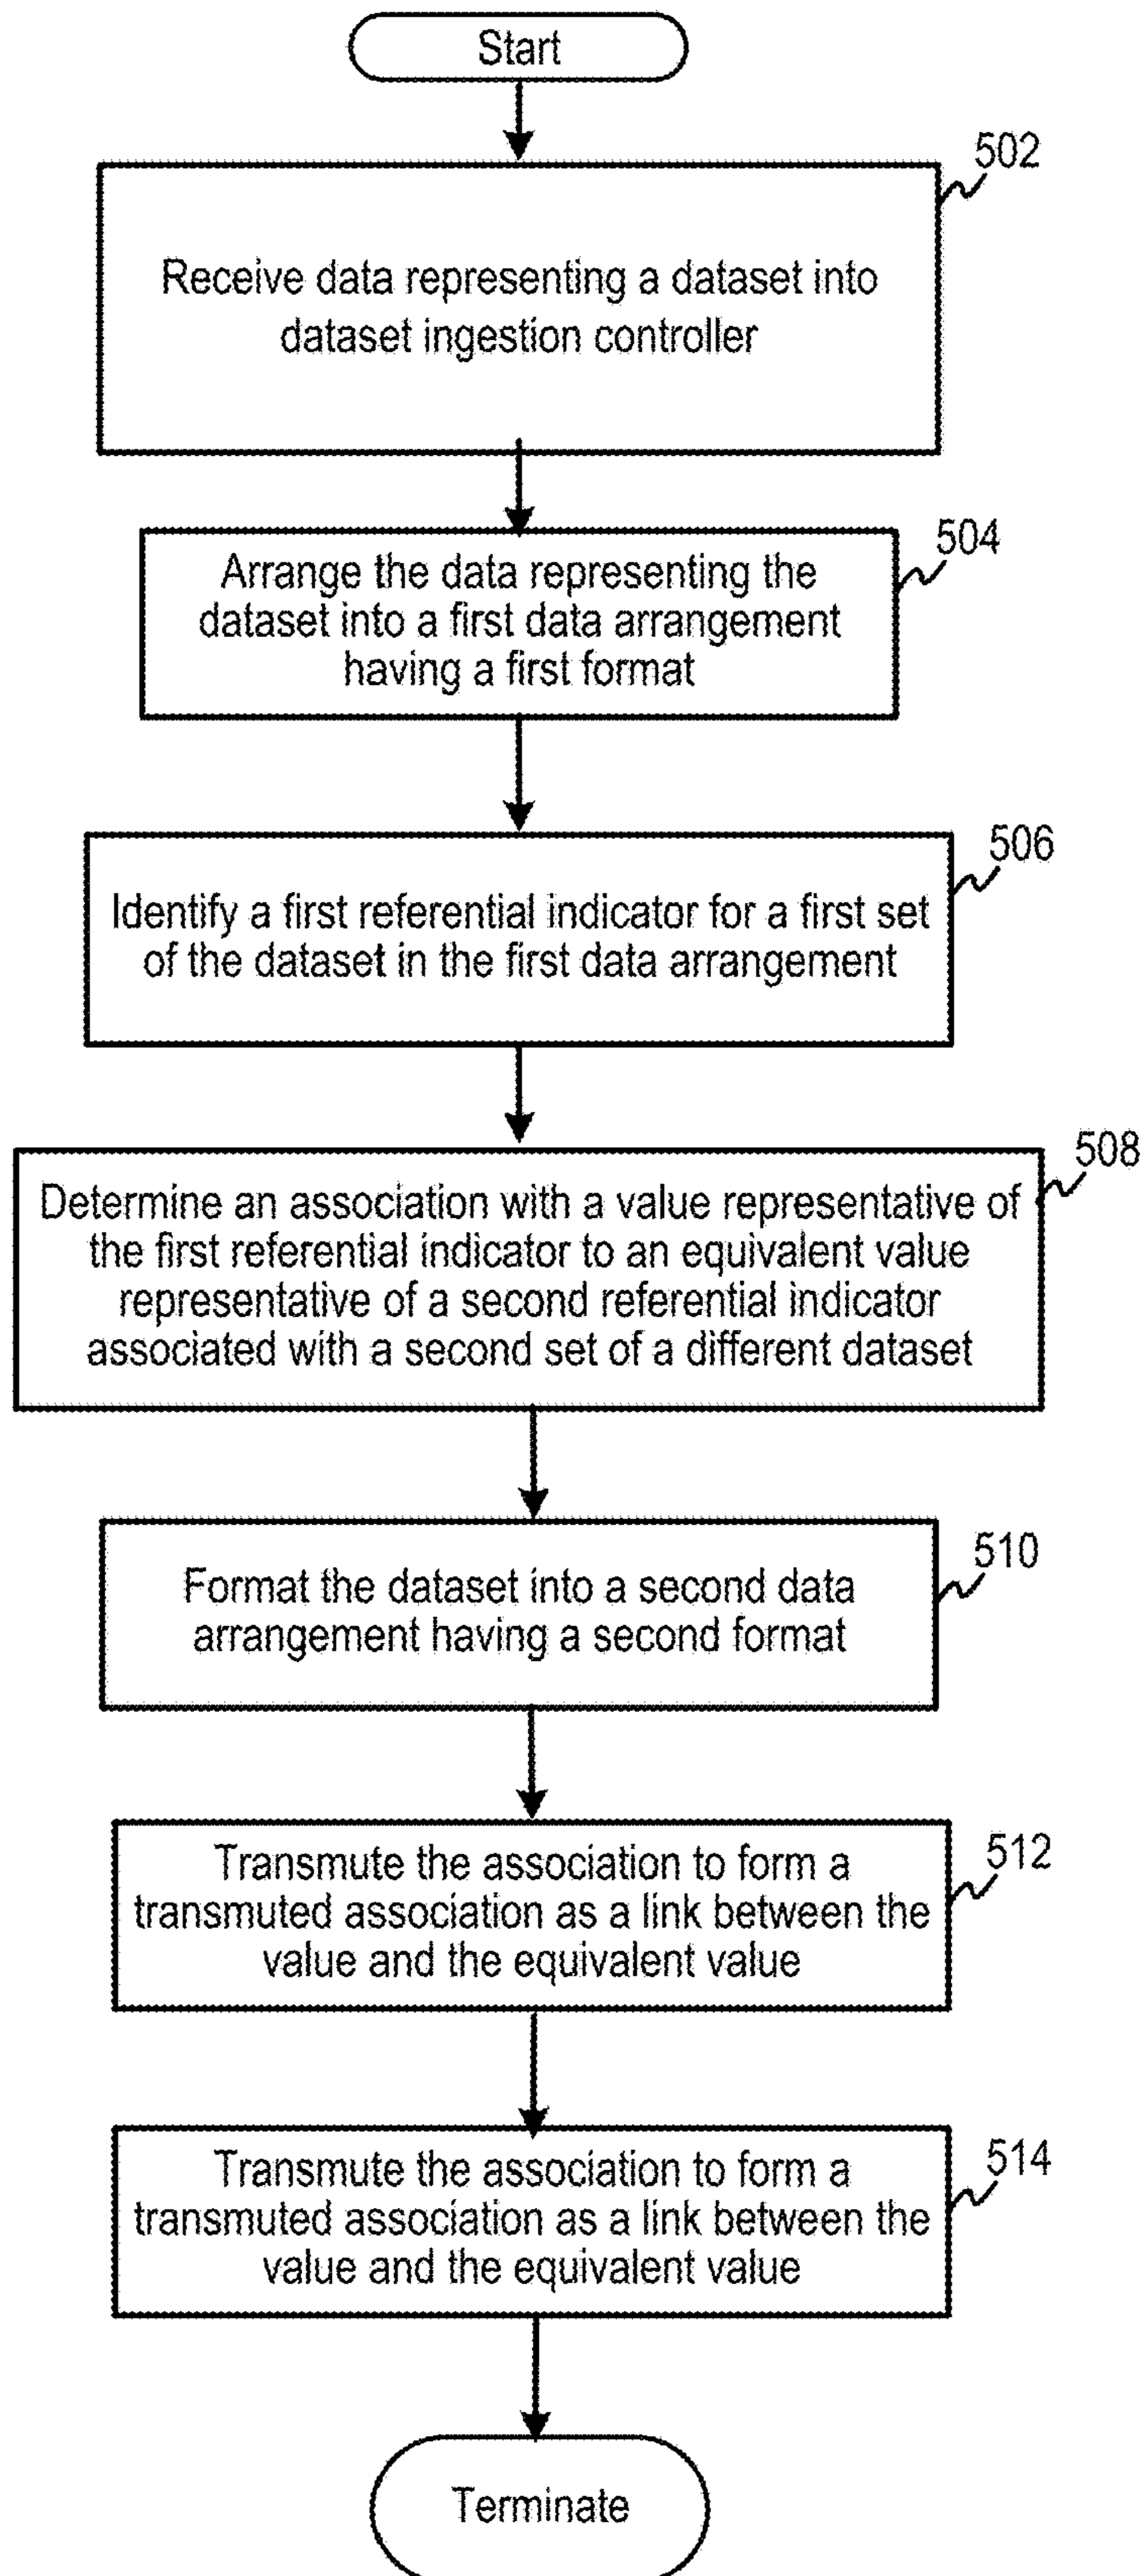 Start
502
Receive data representing a dataset into
dataset ingestion controller
504
Arrange the data representing the
dataset into a first data arrangement
having a first format
506
Identify a first referential indicator for a first set
of the dataset in the first data arrangement
508
Determine an association with a value representative of
the first referential indicator to an equivalent value
representative of a second referential indicator
associated with a second set of a different dataset
510
Format the dataset into a second data
arrangement having a second format
512
Transmute the association to form a
transmuted association as a link between the
value and the equivalent value
514
Transmute the association to form a
transmuted association as a link between the
value and the equivalent value
Terminate